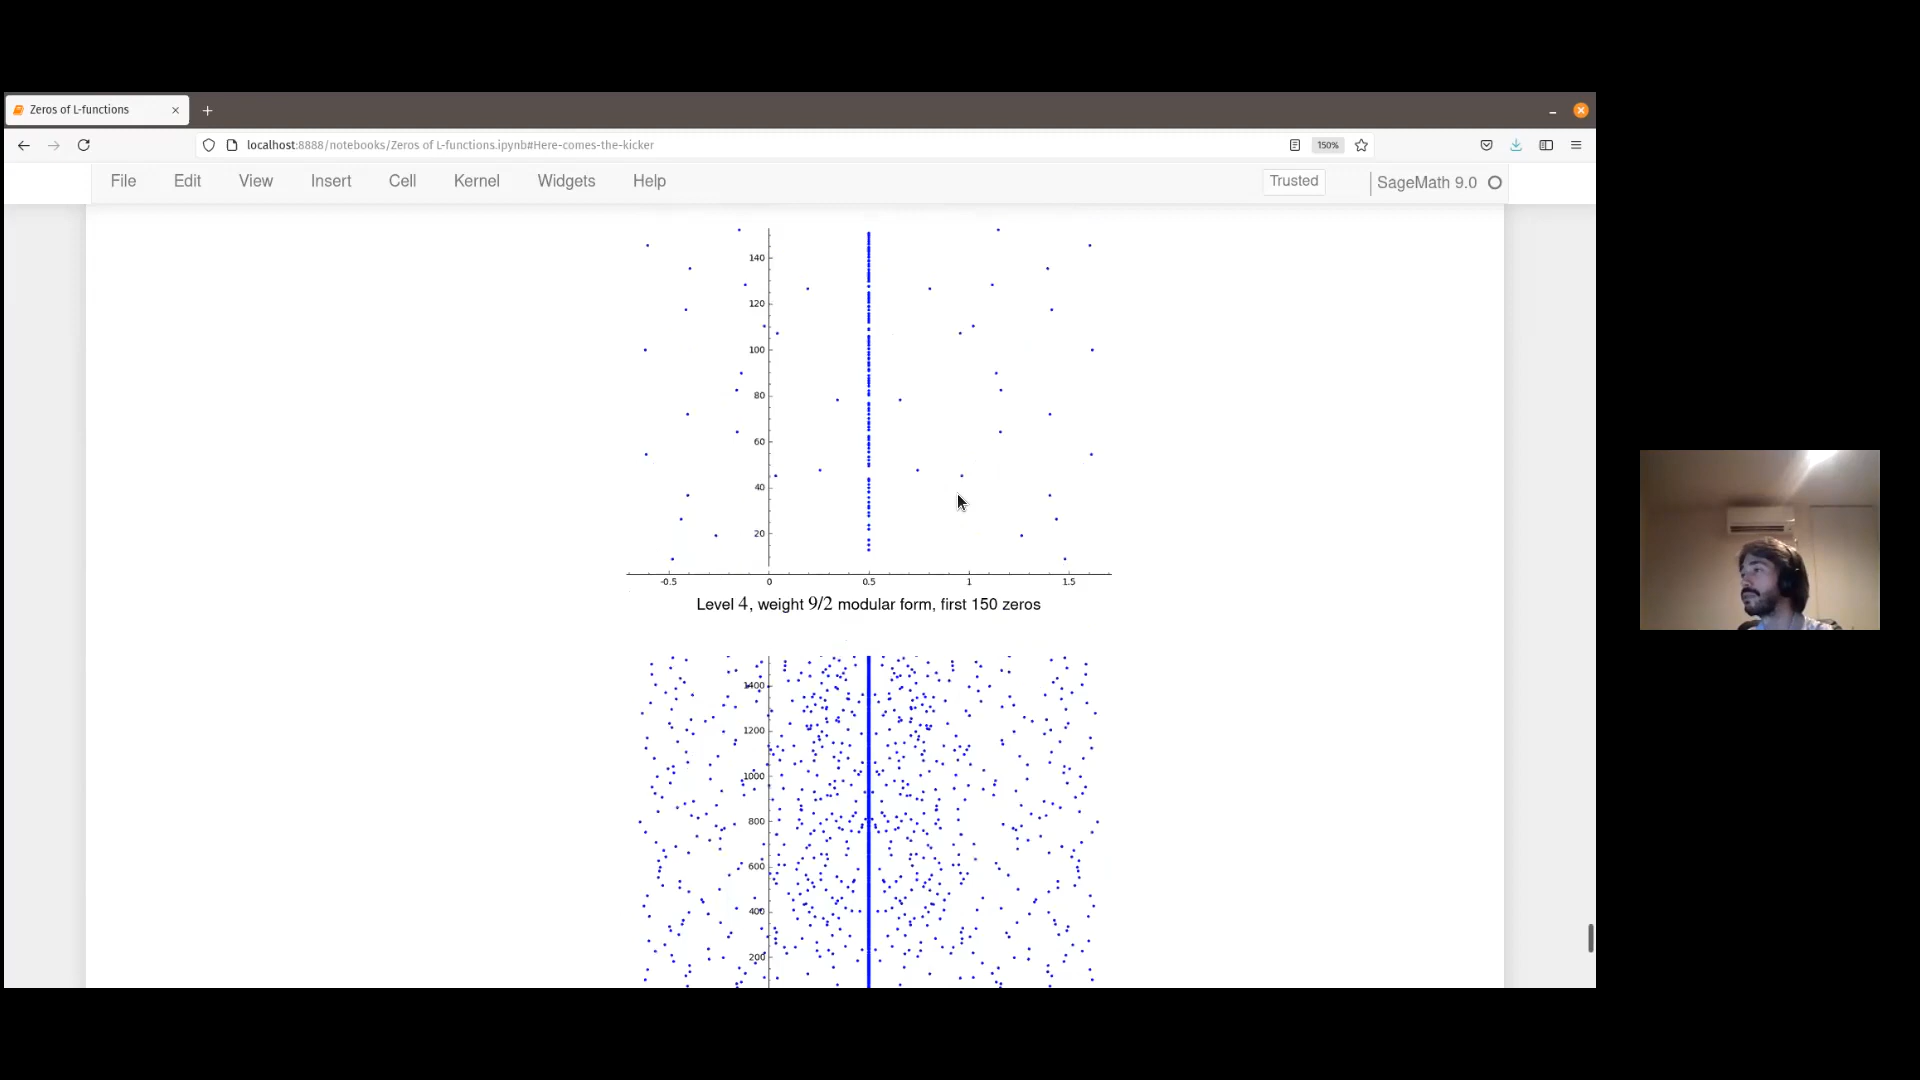 Zeros of L-functions
localhost:8888/notebooks/Zeros of L-functions.ipynb#Here-comes-the-kicker
150%
File Edit View Insert Cell Kernel Widgets Help
Trusted
SageMath 9.0
140
120
100
80
60
40
20
-0.5 0 0.5 1 1.5
Level 4, weight 9/2 modular form, first 150 zeros
1400
1200
1000
800
600
400
200